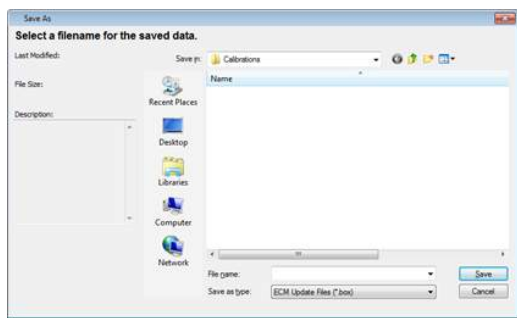 Save As
Select a filename for the saved data.
Last Modified:
Save in: Calibrations
Name
File Size:
Recent Places
Description:
Desktop
Libraries
Computer
Network
File name:
Save
Save as type: ECM Update Files (*.box)
Cancel